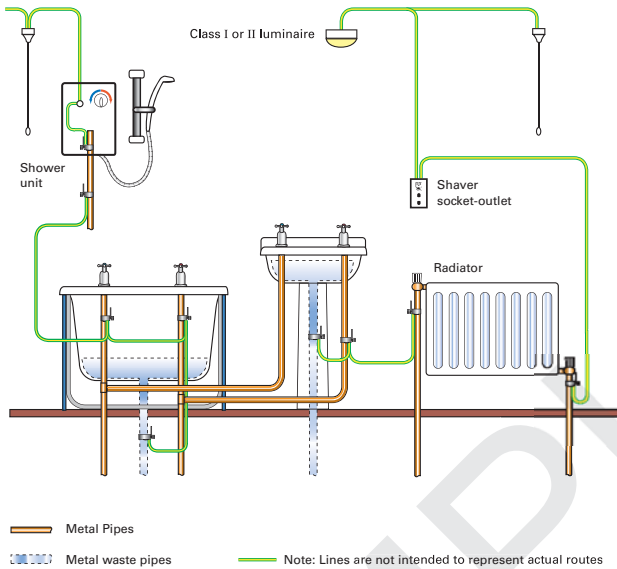 Class I or II luminaire
Shower
unit
Shaver
socket-outlet
Radiator
Metal Pipes
Metal waste pipes
Note: Lines are not intended to represent actual routes